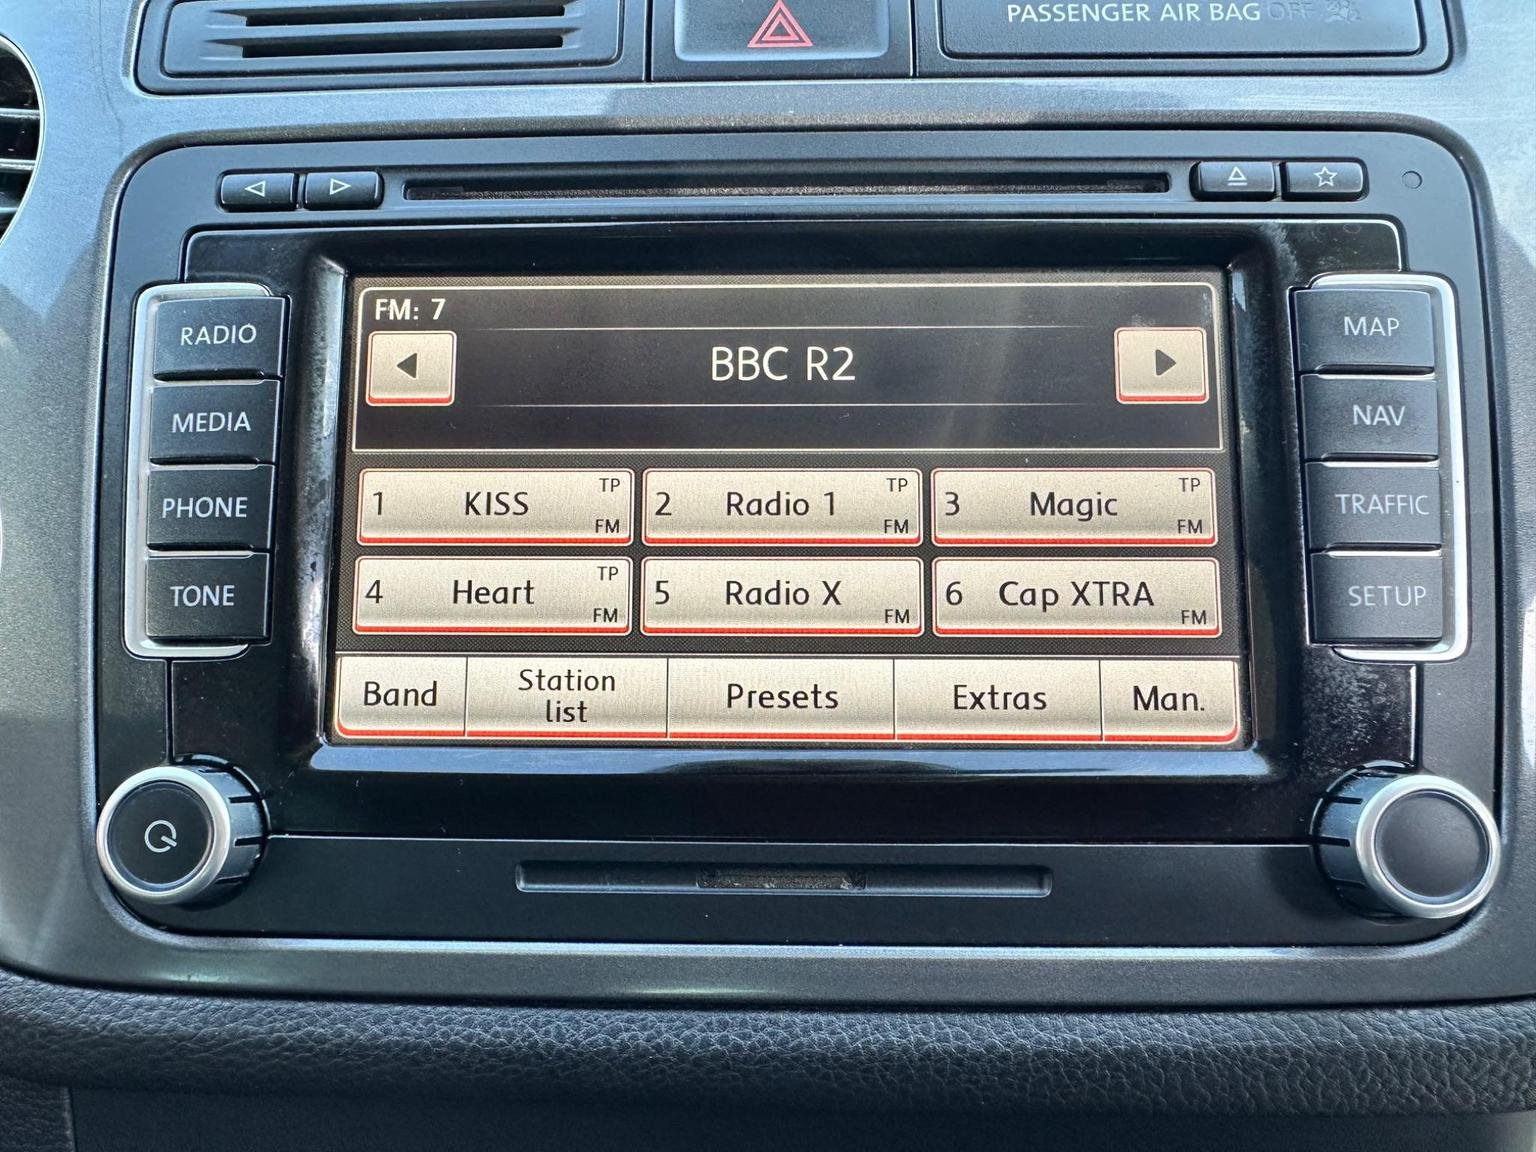 PASSENGER AIR BAG OFF
RADIO
MEDIA
PHONE
TONE
FM: 7
BBC R2
1 KISS TP FM
2 Radio 1 TP FM
3 Magic TP FM
4 Heart TP FM
5 Radio X FM
6 Cap XTRA FM
Band
Station
list
Presets
Extras
Man.
MAP
NAV
TRAFFIC
SETUP